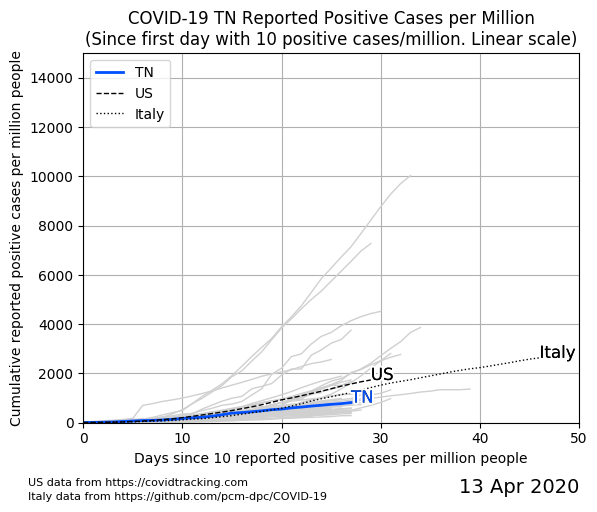 COVID-19 TN Reported Positive Cases per Million
(Since first day with 10 positive cases/million. Linear scale)
Cumulative reported positive cases per million people
14000
12000
10000
8000
6000
4000
2000
0
TN
US
Italy
Italy
US
TN
0 10 20 30 40 50
Days since 10 reported positive cases per million people
US data from https://covidtracking.com
Italy data from https://github.com/pcm-dpc/COVID-19
13 Apr 2020